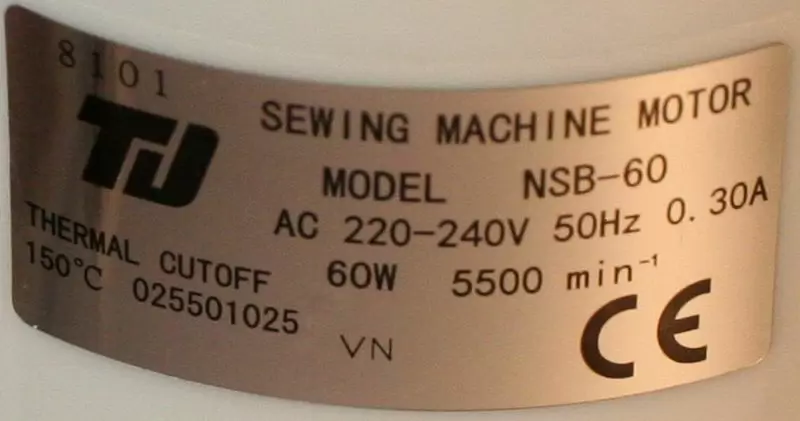 8101
TJ
SEWING MACHINE MOTOR
MODEL NSB-60
AC 220-240V 50Hz 0.30A
THERMAL CUTOFF 60W 5500 min⁻¹
150°C 025501025
VN
CE